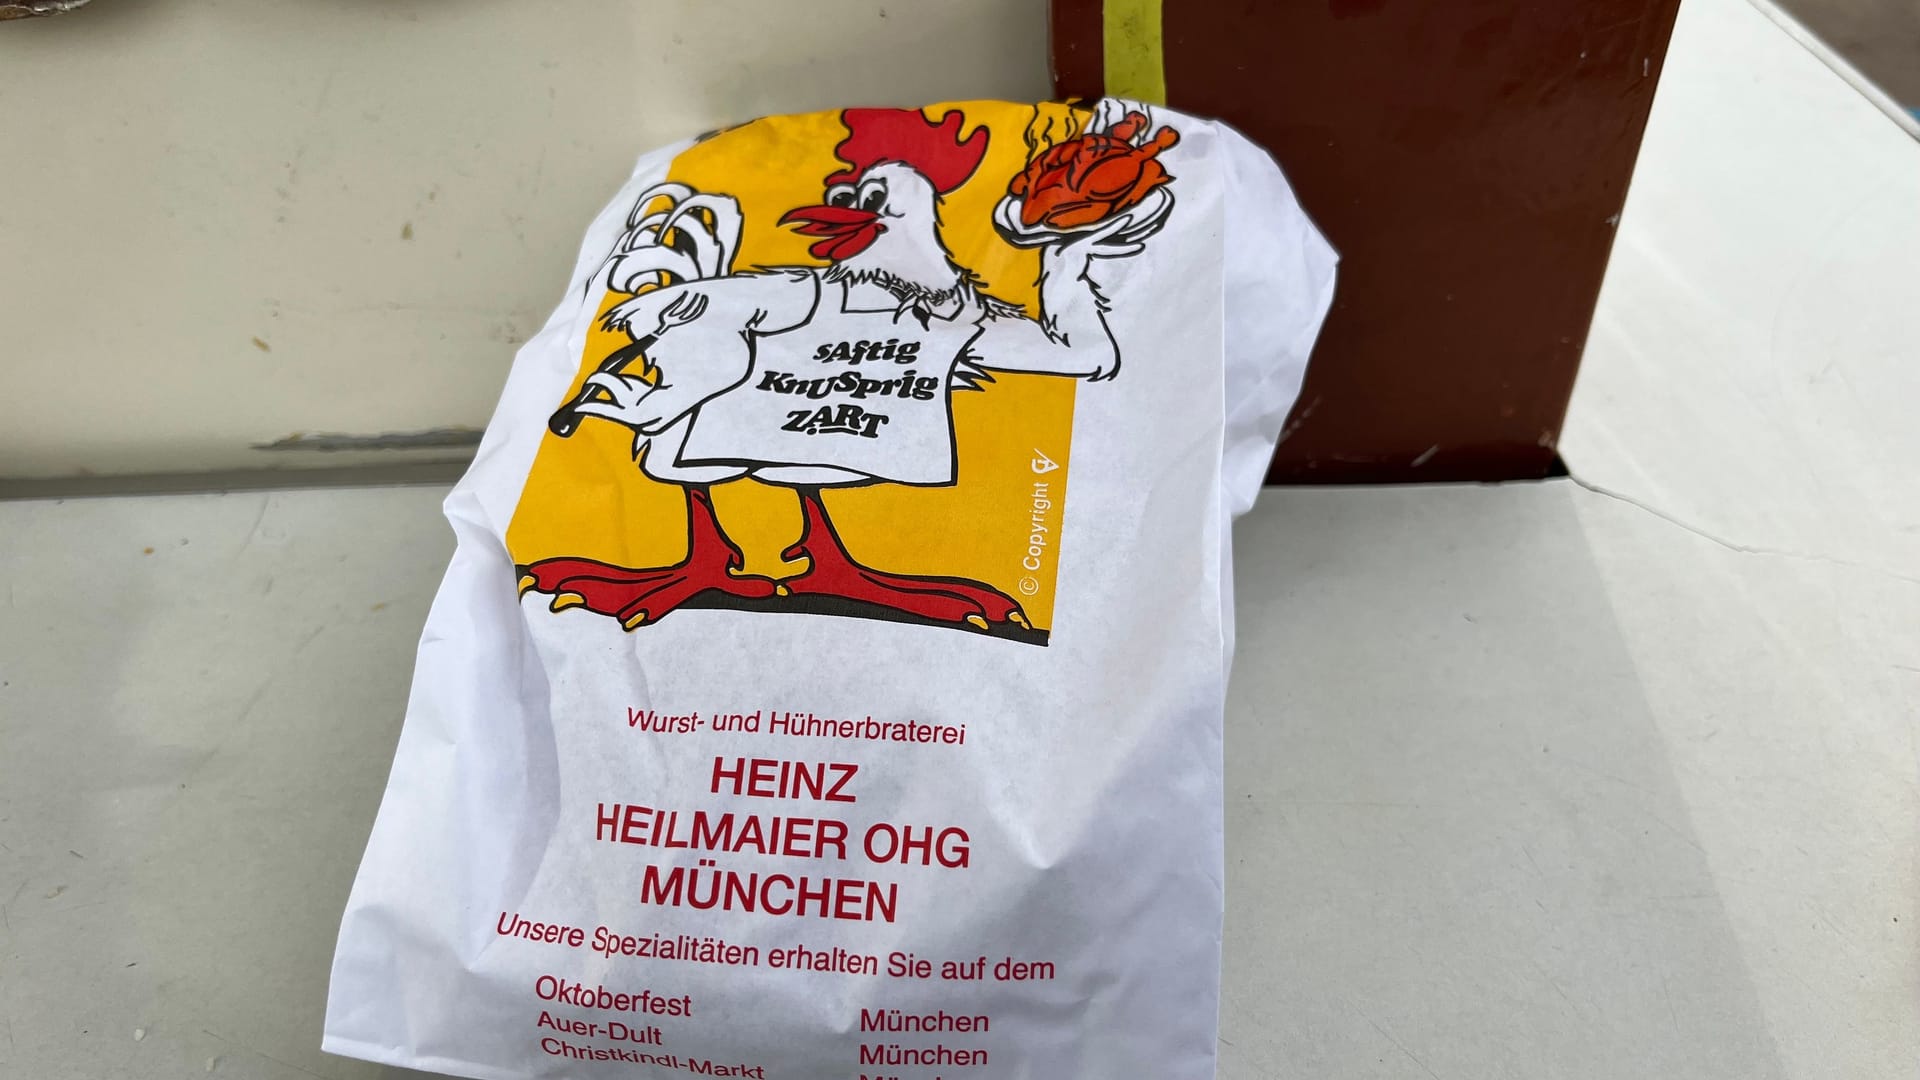 saftig
Knusprig
ZART
© Copyright
Wurst- und Hühnerbraterei
HEINZ
HEILMAIER OHG
MÜNCHEN
Unsere Spezialitäten erhalten Sie auf dem
Oktoberfest München
Auer-Dult München
Christkindl-Markt